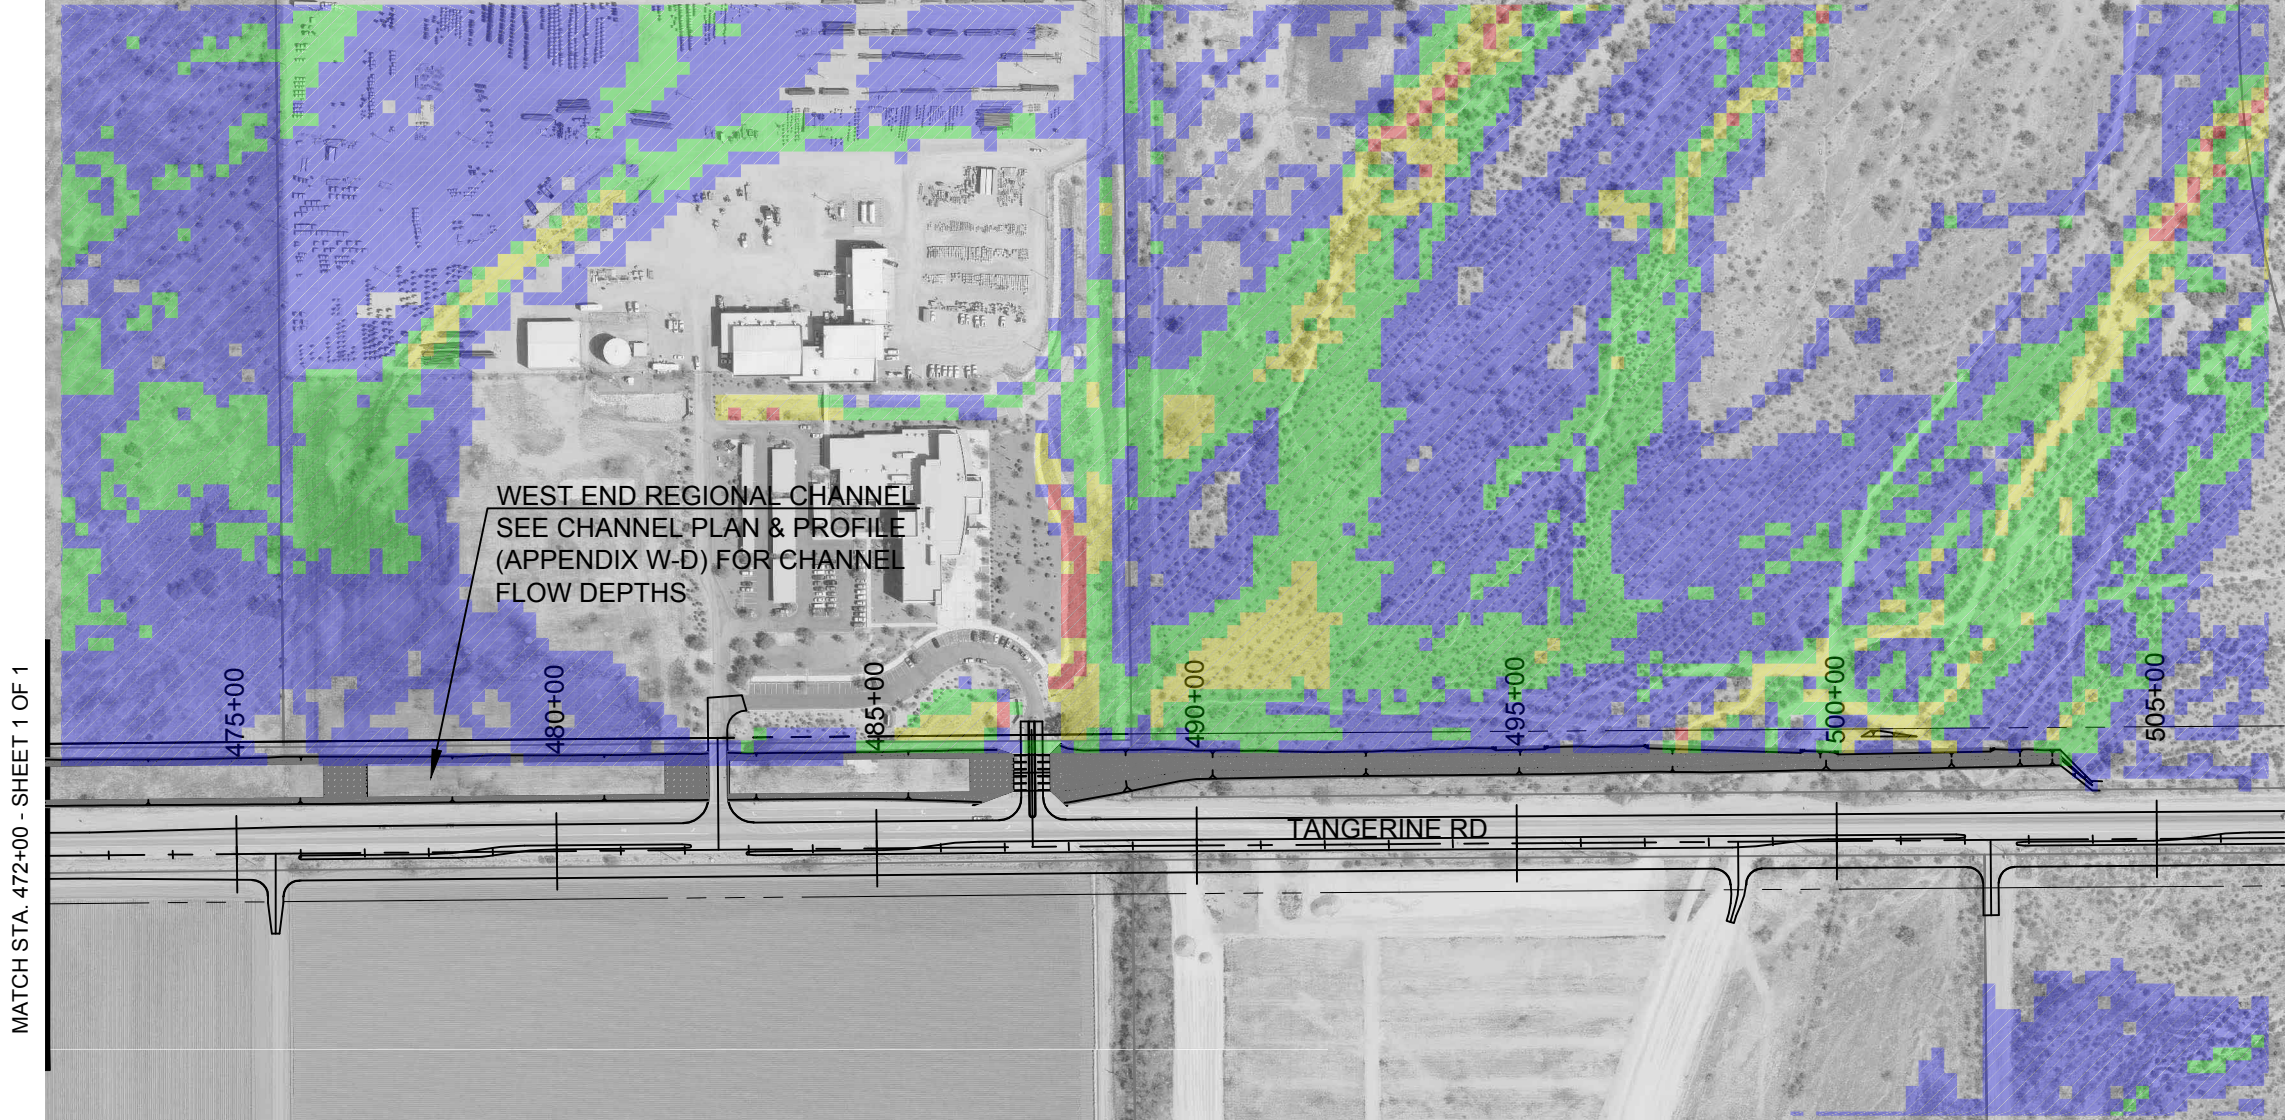 WEST END REGIONAL CHANNEL
SEE CHANNEL PLAN & PROFILE
(APPENDIX W-D) FOR CHANNEL
FLOW DEPTHS
475+00
480+00
485+00
490+00
495+00
500+00
505+00
TANGERINE RD
MATCH STA. 472+00 - SHEET 1 OF 1